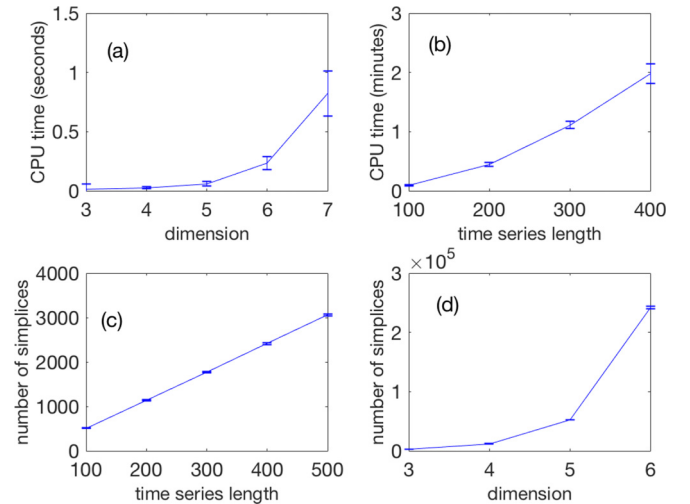 1.5
(a)
1
0.5
0
CPU time (seconds)
3 4 5 6 7
dimension
3
(b)
2
1
0
CPU time (minutes)
100 200 300 400
time series length
4000
(c)
3000
2000
1000
0
number of simplices
100 200 300 400 500
time series length
×10⁵
3
(d)
2
1
0
number of simplices
3 4 5 6
dimension